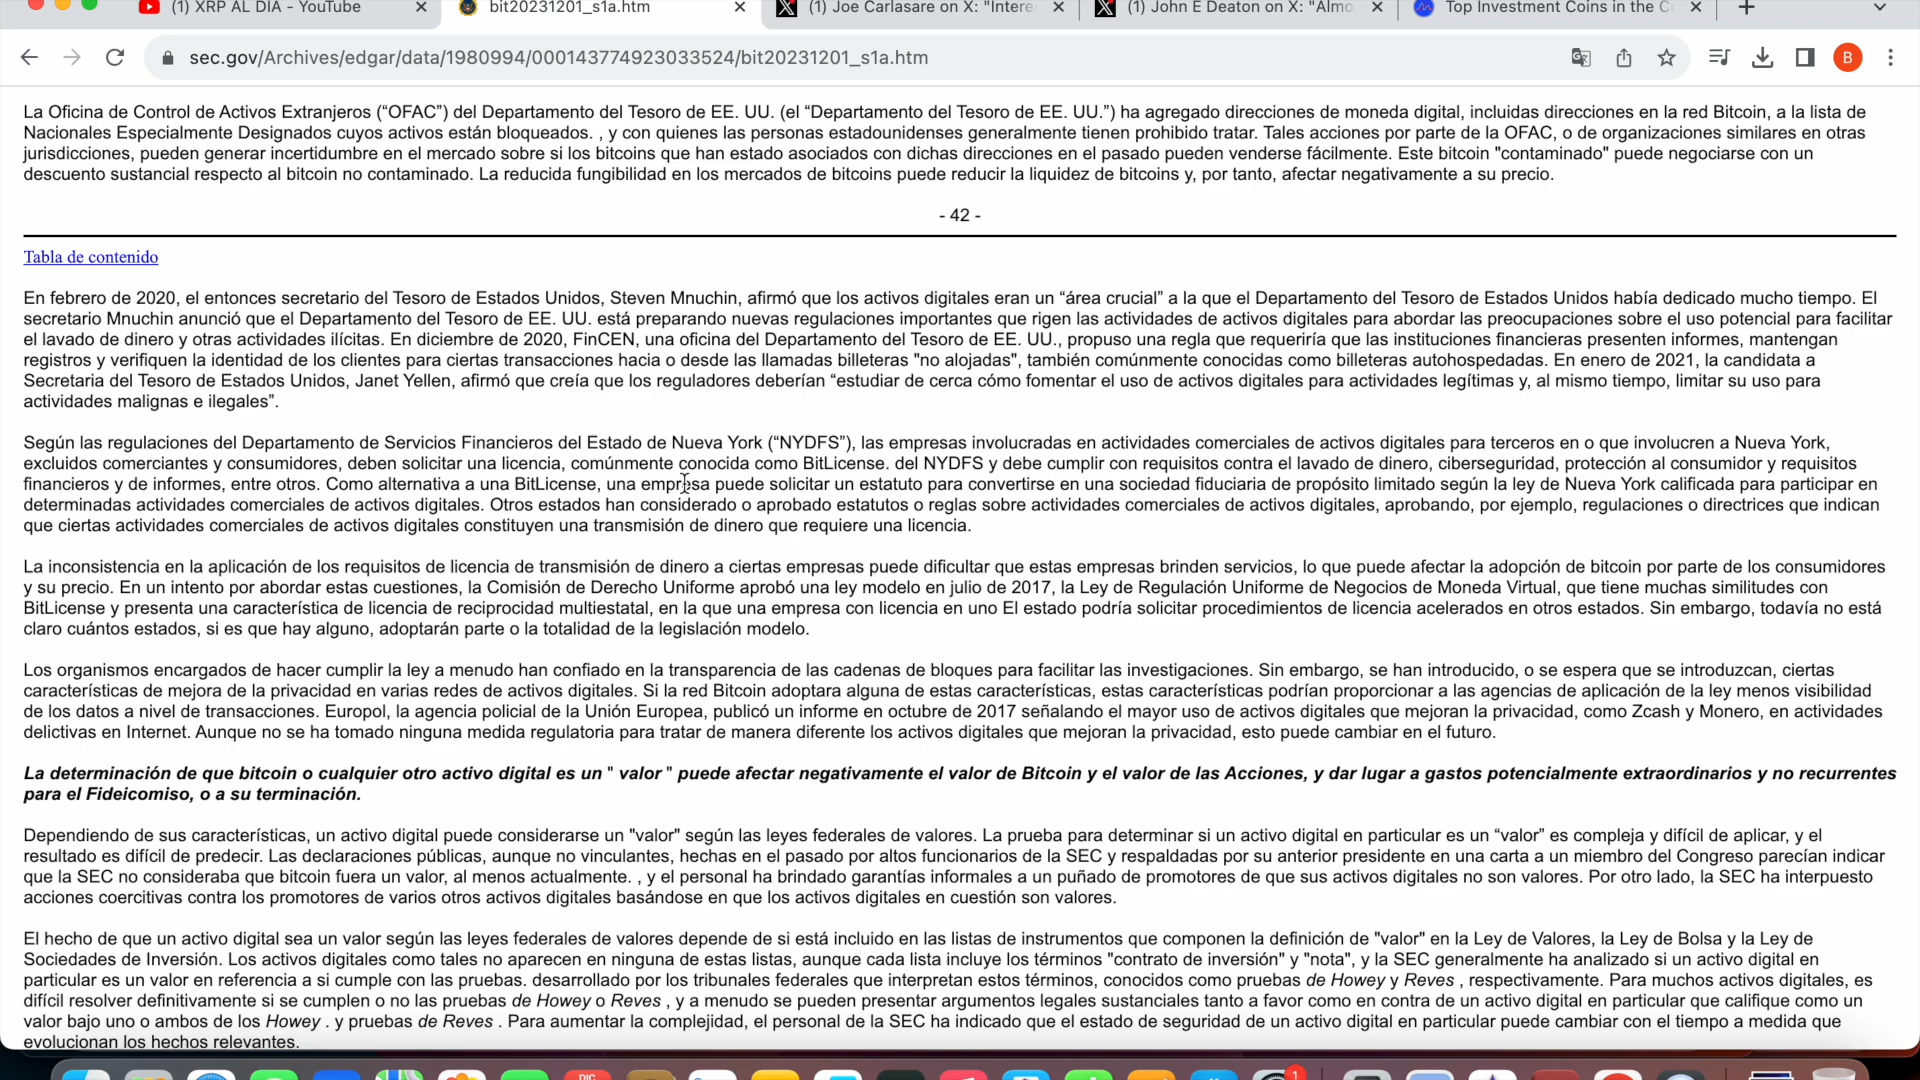 (1) XRP AL DIA - YouTube
bit20231201_s1a.htm
(1) Joe Carlasare on X: "Intere
(1) John E Deaton on X: "Almo
Top Investment Coins in the C
sec.gov/Archives/edgar/data/1980994/000143774923033524/bit20231201_s1a.htm
B
La Oficina de Control de Activos Extranjeros (“OFAC”) del Departamento del Tesoro de EE. UU. (el “Departamento del Tesoro de EE. UU.”) ha agregado direcciones de moneda digital, incluidas direcciones en la red Bitcoin, a la lista de
Nacionales Especialmente Designados cuyos activos están bloqueados. , y con quienes las personas estadounidenses generalmente tienen prohibido tratar. Tales acciones por parte de la OFAC, o de organizaciones similares en otras
jurisdicciones, pueden generar incertidumbre en el mercado sobre si los bitcoins que han estado asociados con dichas direcciones en el pasado pueden venderse fácilmente. Este bitcoin "contaminado" puede negociarse con un
descuento sustancial respecto al bitcoin no contaminado. La reducida fungibilidad en los mercados de bitcoins puede reducir la liquidez de bitcoins y, por tanto, afectar negativamente a su precio.
- 42 -
Tabla de contenido
En febrero de 2020, el entonces secretario del Tesoro de Estados Unidos, Steven Mnuchin, afirmó que los activos digitales eran un “área crucial” a la que el Departamento del Tesoro de Estados Unidos había dedicado mucho tiempo. El
secretario Mnuchin anunció que el Departamento del Tesoro de EE. UU. está preparando nuevas regulaciones importantes que rigen las actividades de activos digitales para abordar las preocupaciones sobre el uso potencial para facilitar
el lavado de dinero y otras actividades ilícitas. En diciembre de 2020, FinCEN, una oficina del Departamento del Tesoro de EE. UU., propuso una regla que requeriría que las instituciones financieras presenten informes, mantengan
registros y verifiquen la identidad de los clientes para ciertas transacciones hacia o desde las llamadas billeteras "no alojadas", también comúnmente conocidas como billeteras autohospedadas. En enero de 2021, la candidata a
Secretaria del Tesoro de Estados Unidos, Janet Yellen, afirmó que creía que los reguladores deberían “estudiar de cerca cómo fomentar el uso de activos digitales para actividades legítimas y, al mismo tiempo, limitar su uso para
actividades malignas e ilegales”.
Según las regulaciones del Departamento de Servicios Financieros del Estado de Nueva York (“NYDFS”), las empresas involucradas en actividades comerciales de activos digitales para terceros en o que involucren a Nueva York,
excluidos comerciantes y consumidores, deben solicitar una licencia, comúnmente conocida como BitLicense. del NYDFS y debe cumplir con requisitos contra el lavado de dinero, ciberseguridad, protección al consumidor y requisitos
financieros y de informes, entre otros. Como alternativa a una BitLicense, una empresa puede solicitar un estatuto para convertirse en una sociedad fiduciaria de propósito limitado según la ley de Nueva York calificada para participar en
determinadas actividades comerciales de activos digitales. Otros estados han considerado o aprobado estatutos o reglas sobre actividades comerciales de activos digitales, aprobando, por ejemplo, regulaciones o directrices que indican
que ciertas actividades comerciales de activos digitales constituyen una transmisión de dinero que requiere una licencia.
La inconsistencia en la aplicación de los requisitos de licencia de transmisión de dinero a ciertas empresas puede dificultar que estas empresas brinden servicios, lo que puede afectar la adopción de bitcoin por parte de los consumidores
y su precio. En un intento por abordar estas cuestiones, la Comisión de Derecho Uniforme aprobó una ley modelo en julio de 2017, la Ley de Regulación Uniforme de Negocios de Moneda Virtual, que tiene muchas similitudes con
BitLicense y presenta una característica de licencia de reciprocidad multiestatal, en la que una empresa con licencia en uno El estado podría solicitar procedimientos de licencia acelerados en otros estados. Sin embargo, todavía no está
claro cuántos estados, si es que hay alguno, adoptarán parte o la totalidad de la legislación modelo.
Los organismos encargados de hacer cumplir la ley a menudo han confiado en la transparencia de las cadenas de bloques para facilitar las investigaciones. Sin embargo, se han introducido, o se espera que se introduzcan, ciertas
características de mejora de la privacidad en varias redes de activos digitales. Si la red Bitcoin adoptara alguna de estas características, estas características podrían proporcionar a las agencias de aplicación de la ley menos visibilidad
de los datos a nivel de transacciones. Europol, la agencia policial de la Unión Europea, publicó un informe en octubre de 2017 señalando el mayor uso de activos digitales que mejoran la privacidad, como Zcash y Monero, en actividades
delictivas en Internet. Aunque no se ha tomado ninguna medida regulatoria para tratar de manera diferente los activos digitales que mejoran la privacidad, esto puede cambiar en el futuro.
La determinación de que bitcoin o cualquier otro activo digital es un " valor " puede afectar negativamente el valor de Bitcoin y el valor de las Acciones, y dar lugar a gastos potencialmente extraordinarios y no recurrentes
para el Fideicomiso, o a su terminación.
Dependiendo de sus características, un activo digital puede considerarse un "valor" según las leyes federales de valores. La prueba para determinar si un activo digital en particular es un “valor” es compleja y difícil de aplicar, y el
resultado es difícil de predecir. Las declaraciones públicas, aunque no vinculantes, hechas en el pasado por altos funcionarios de la SEC y respaldadas por su anterior presidente en una carta a un miembro del Congreso parecían indicar
que la SEC no consideraba que bitcoin fuera un valor, al menos actualmente. , y el personal ha brindado garantías informales a un puñado de promotores de que sus activos digitales no son valores. Por otro lado, la SEC ha interpuesto
acciones coercitivas contra los promotores de varios otros activos digitales basándose en que los activos digitales en cuestión son valores.
El hecho de que un activo digital sea un valor según las leyes federales de valores depende de si está incluido en las listas de instrumentos que componen la definición de "valor" en la Ley de Valores, la Ley de Bolsa y la Ley de
Sociedades de Inversión. Los activos digitales como tales no aparecen en ninguna de estas listas, aunque cada lista incluye los términos "contrato de inversión" y "nota", y la SEC generalmente ha analizado si un activo digital en
particular es un valor en referencia a si cumple con las pruebas. desarrollado por los tribunales federales que interpretan estos términos, conocidos como pruebas de Howey y Reves , respectivamente. Para muchos activos digitales, es
difícil resolver definitivamente si se cumplen o no las pruebas de Howey o Reves , y a menudo se pueden presentar argumentos legales sustanciales tanto a favor como en contra de un activo digital en particular que califique como un
valor bajo uno o ambos de los Howey . y pruebas de Reves . Para aumentar la complejidad, el personal de la SEC ha indicado que el estado de seguridad de un activo digital en particular puede cambiar con el tiempo a medida que
evolucionan los hechos relevantes.
DIC
1